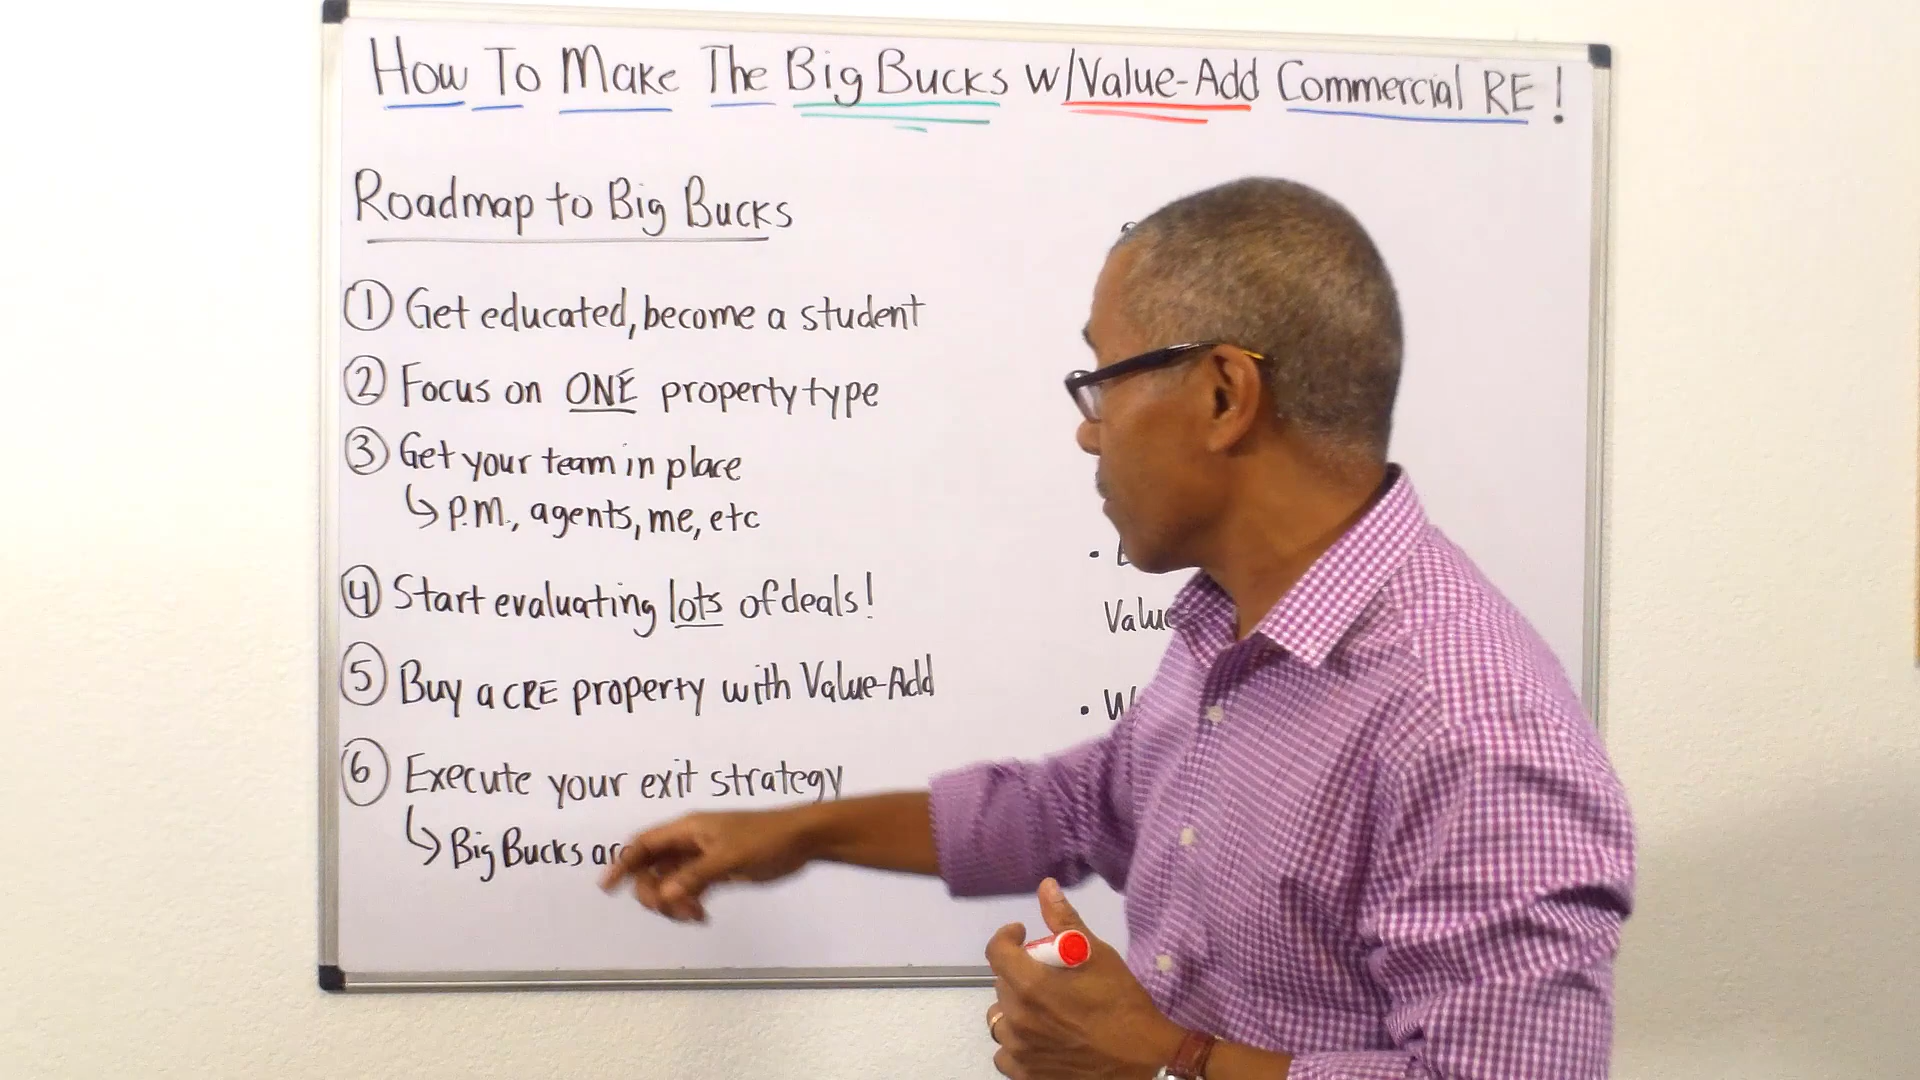 How To Make The Big Bucks w/Value-Add Commercial RE!
Roadmap to Big Bucks
① Get educated, become a student
② Focus on ONE property type
③ Get your team in place
↳ P.M., agents, me, etc
④ Start evaluating lots of deals!
⑤ Buy a CRE property with Value-Add
⑥ Execute your exit strategy
↳ Big Bucks
Value